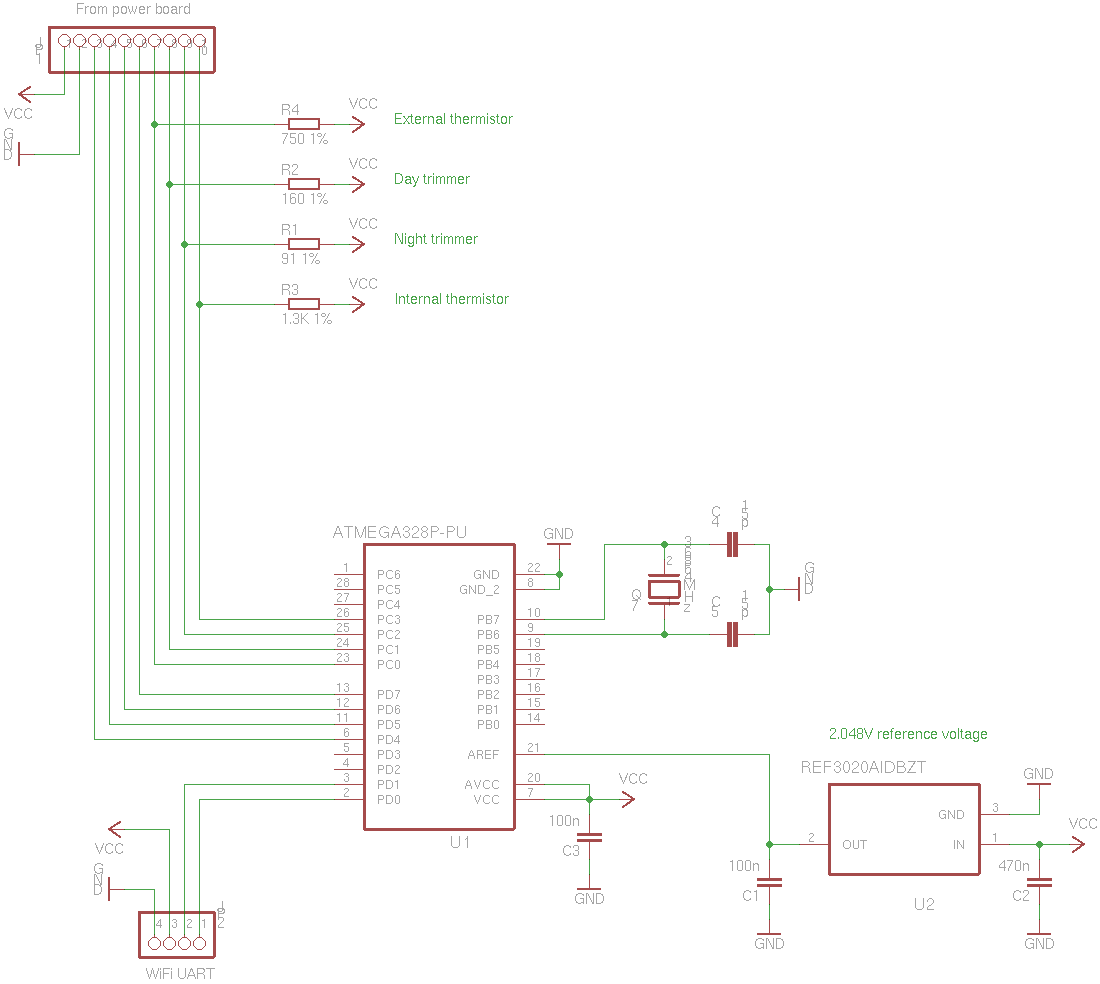 From power board
JP1
1 2 3 4 5 6 7 8 9 10
VCC
GND
R4
750 1%
VCC
External thermistor
R2
160 1%
VCC
Day trimmer
R1
91 1%
VCC
Night trimmer
R3
1.3K 1%
VCC
Internal thermistor
ATMEGA328P-PU
1 PC6
28 PC5
27 PC4
26 PC3
25 PC2
24 PC1
23 PC0
13 PD7
12 PD6
11 PD5
6 PD4
5 PD3
4 PD2
3 PD1
2 PD0
GND 22
GND_2 8
PB7 10
PB6 9
PB5 19
PB4 18
PB3 17
PB2 16
PB1 15
PB0 14
AREF 21
AVCC 20
VCC 7
U1
GND
2
Q7
MHz
C4
15p
C5
15p
GND
VCC
100n
C3
GND
2.048V reference voltage
REF3020AIDBZT
2 OUT
GND 3
IN 1
U2
GND
VCC
100n
C1
GND
470n
C2
GND
VCC
GND
JP2
4 3 2 1
WiFi UART